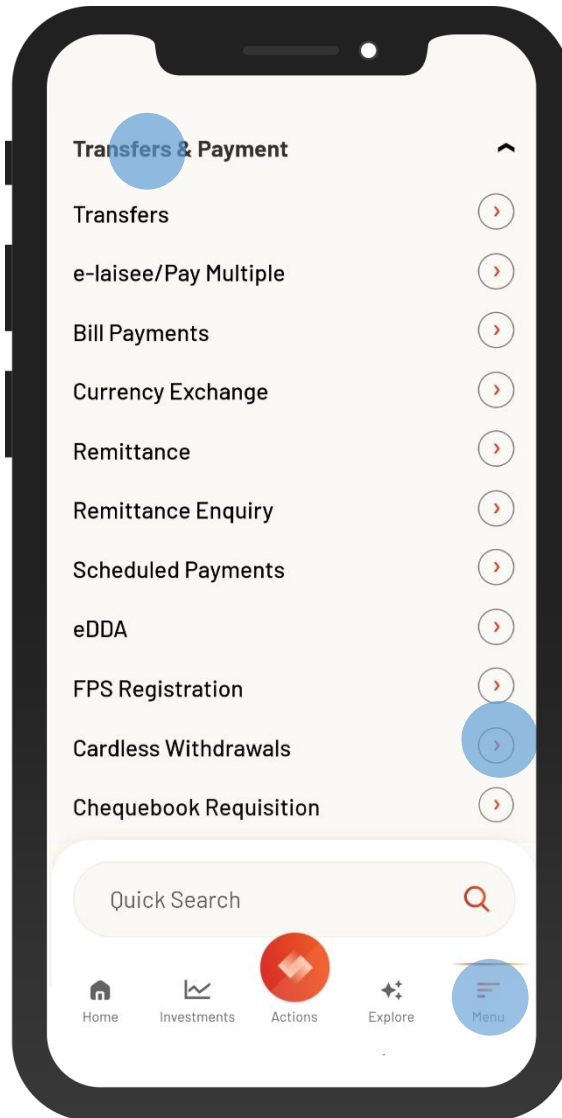 Transfers & Payment
Transfers
e-laisee/Pay Multiple
Bill Payments
Currency Exchange
Remittance
Remittance Enquiry
Scheduled Payments
eDDA
FPS Registration
Cardless Withdrawals
Chequebook Requisition
Quick Search
Home Investments Actions Explore Menu